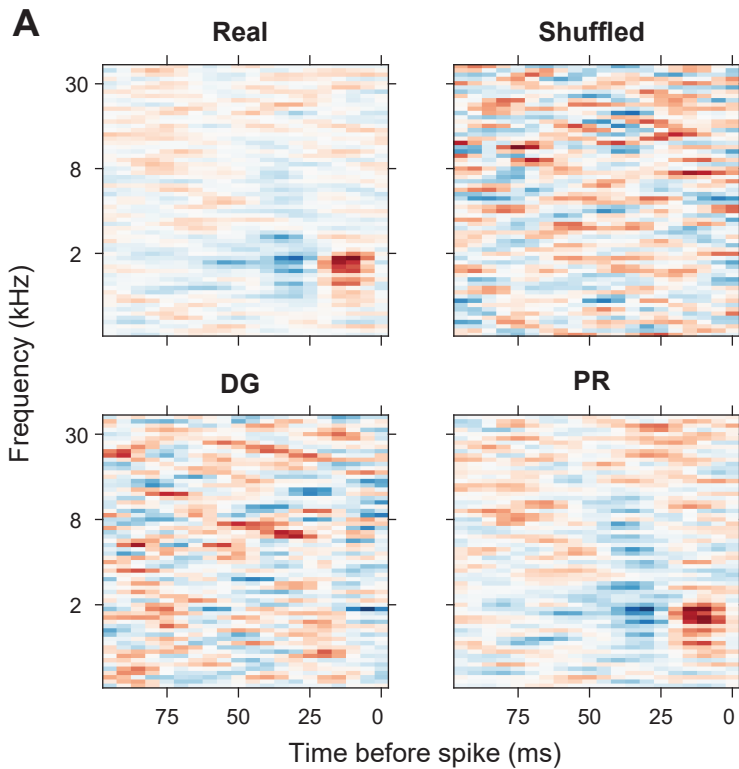 A
Real
Shuffled
30
8
2
DG
PR
30
8
2
Frequency (kHz)
75 50 25 0
75 50 25 0
Time before spike (ms)